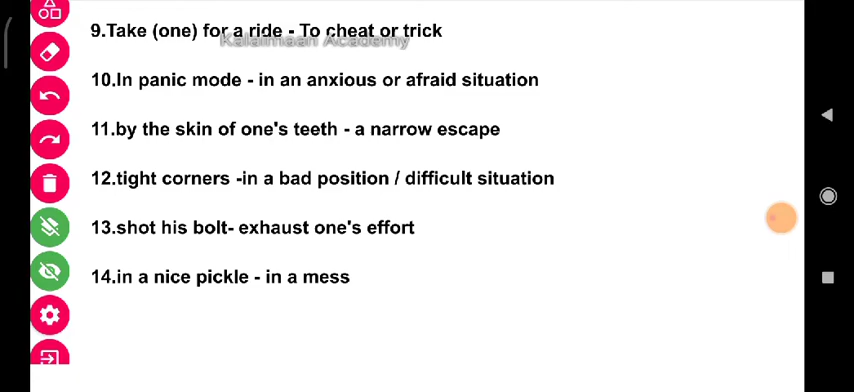 9.Take (one) for a ride - To cheat or trick
Kalaimaan Academy
10.In panic mode - in an anxious or afraid situation
11.by the skin of one's teeth - a narrow escape
12.tight corners -in a bad position / difficult situation
13.shot his bolt- exhaust one's effort
14.in a nice pickle - in a mess